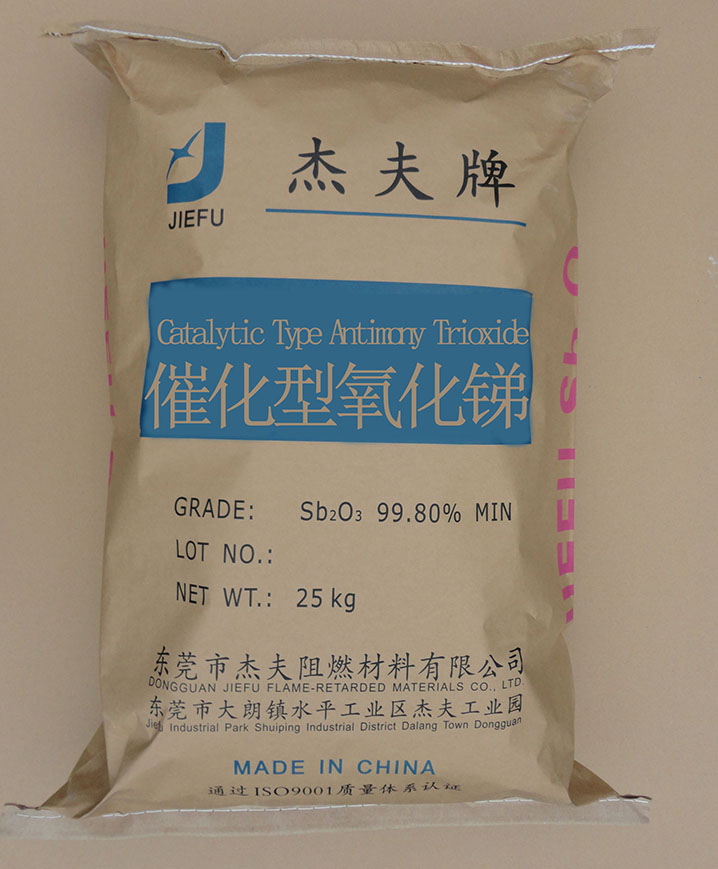 JIEFU
杰夫牌
Catalytic Type Antimony Trioxide
催化型氧化锑
GRADE: Sb₂O₃ 99.80% MIN
LOT NO.:
NET WT.: 25kg
东莞市杰夫阻燃材料有限公司
DONGGUAN JIEFU FLAME-RETARDED MATERIALS CO., LTD.
东莞市大朗镇水平工业区杰夫工业园
Jiefu Industrial Park Shuiping Industrial District Dalang Town Dongguan
MADE IN CHINA
通过ISO9001质量体系认证